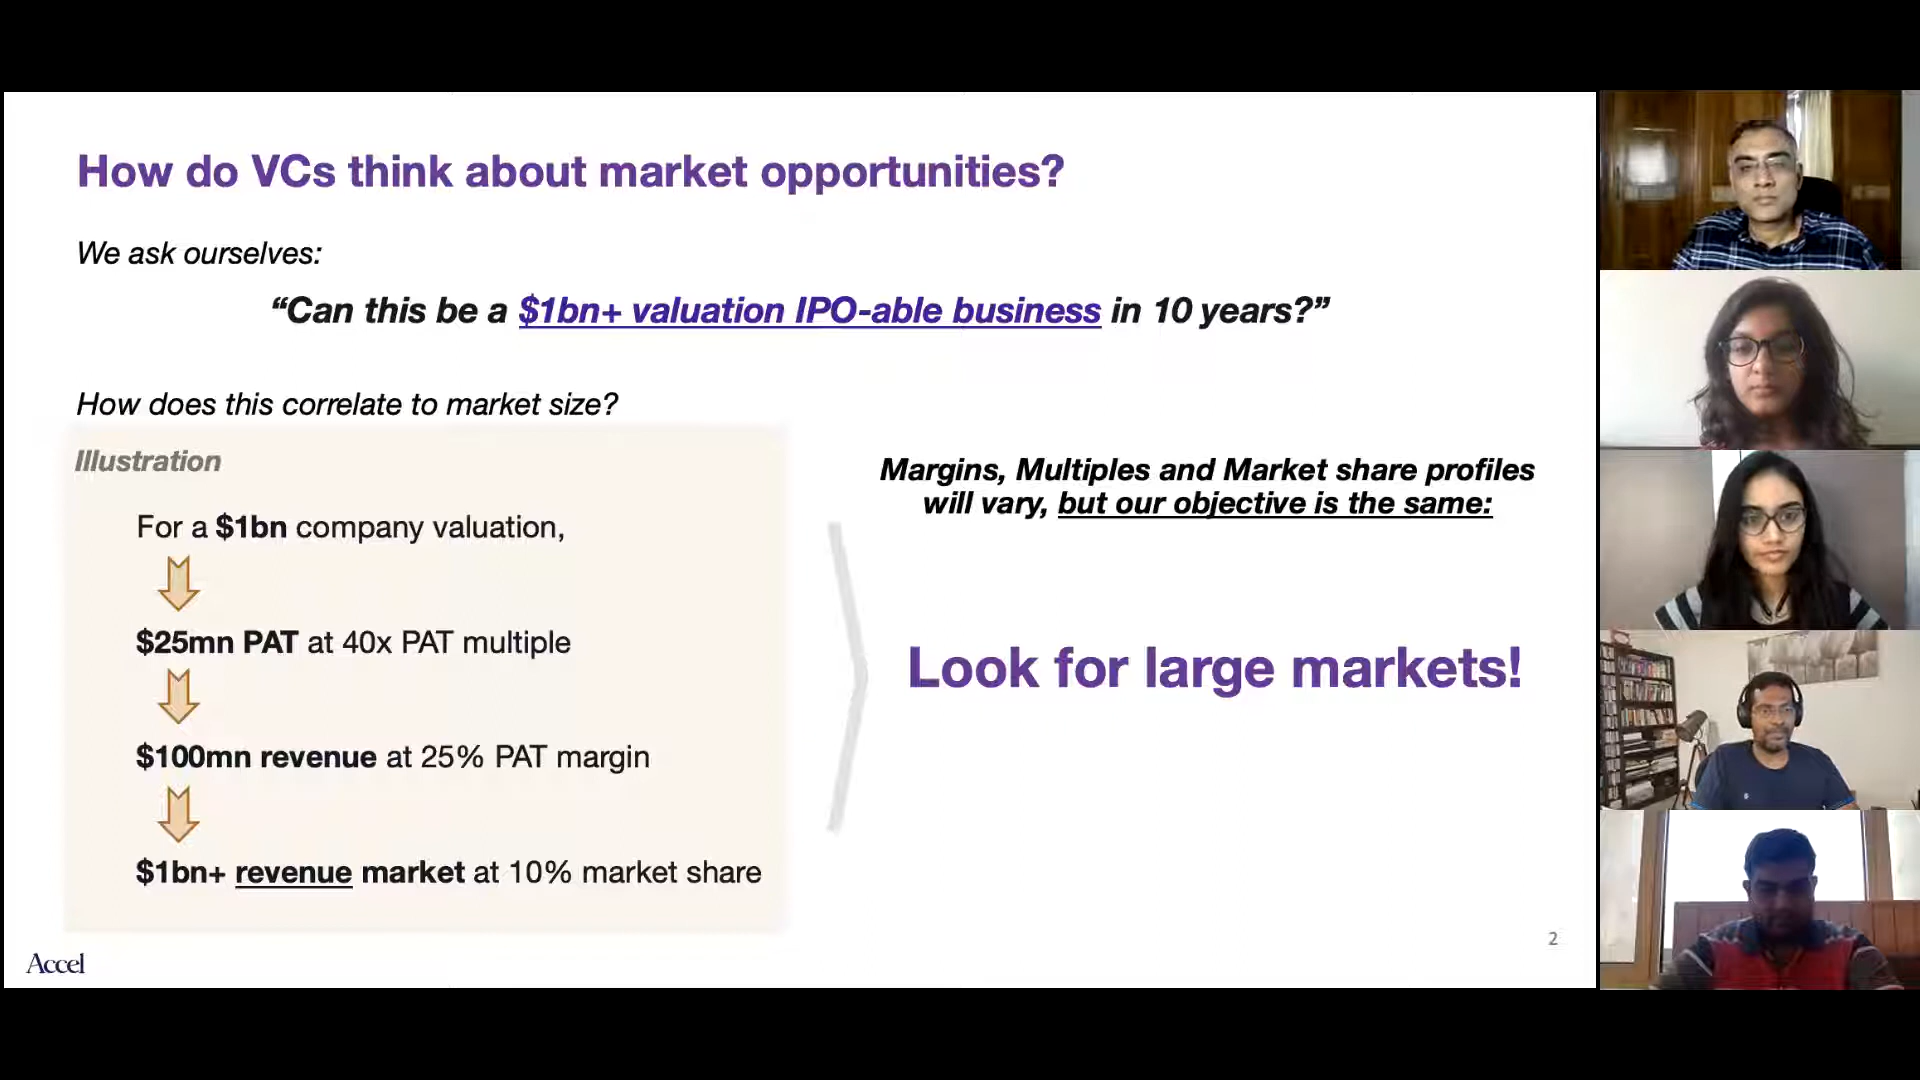 How do VCs think about market opportunities?
We ask ourselves:
“Can this be a $1bn+ valuation IPO-able business in 10 years?”
How does this correlate to market size?
Illustration
For a $1bn company valuation,
$25mn PAT at 40x PAT multiple
$100mn revenue at 25% PAT margin
$1bn+ revenue market at 10% market share
Margins, Multiples and Market share profiles
will vary, but our objective is the same:
Look for large markets!
2
Accel